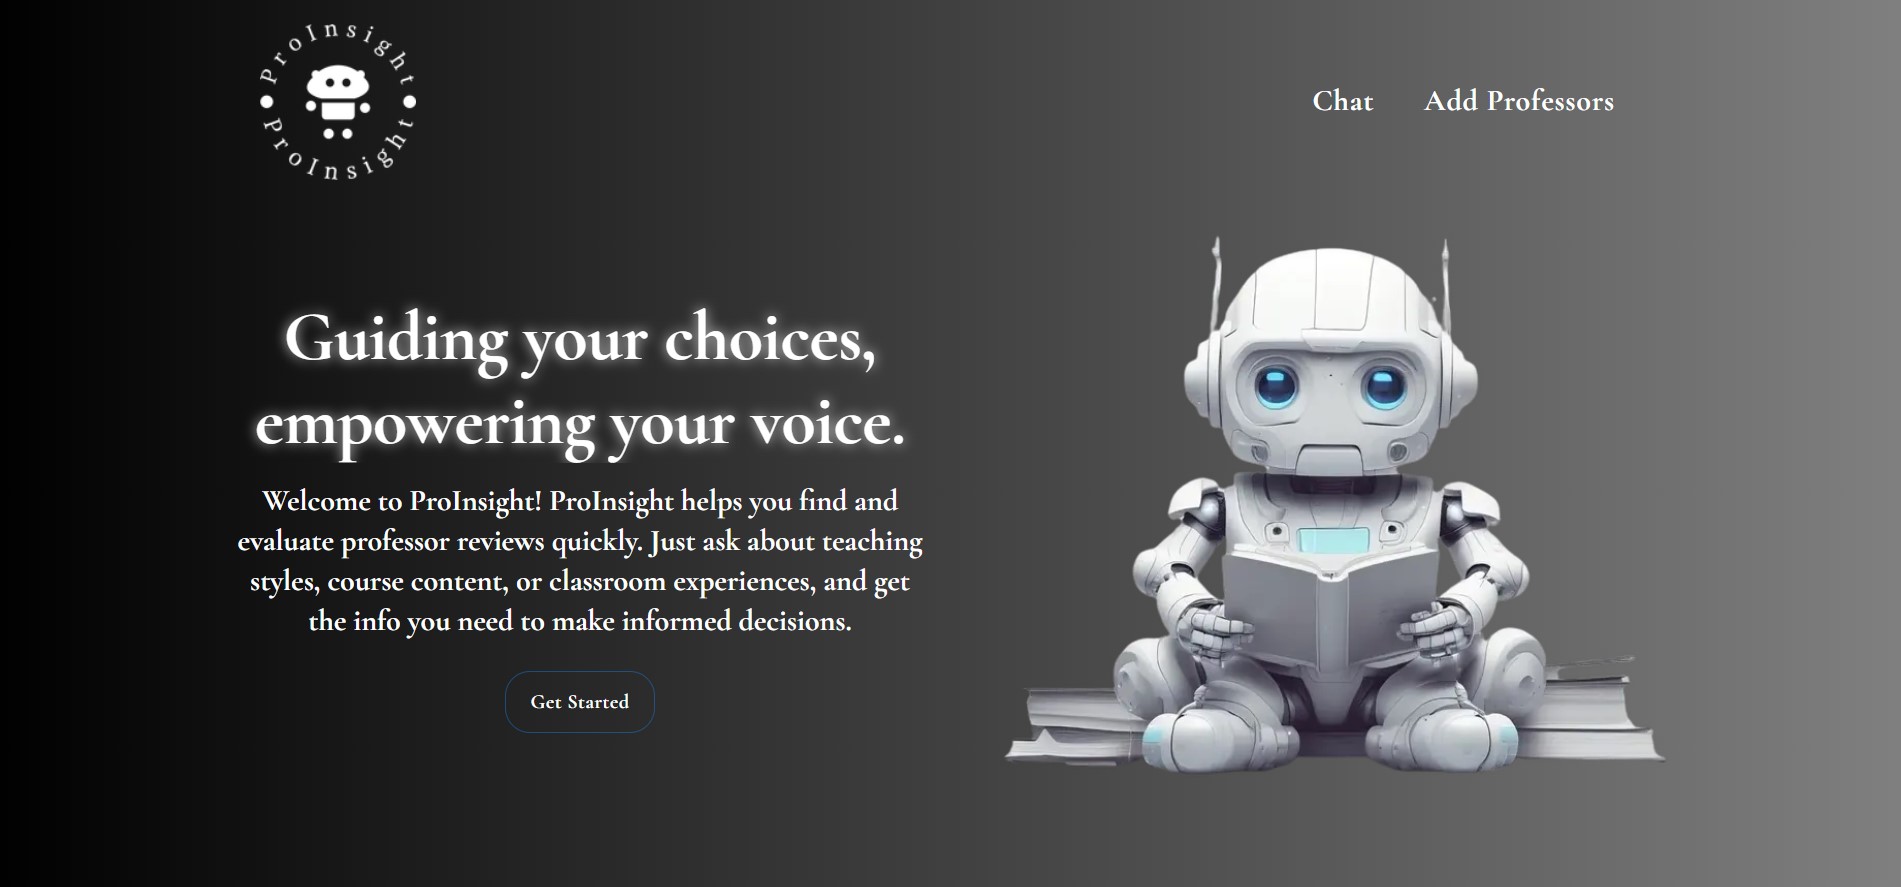 ProInsight
ProInsight
Chat
Add Professors
Guiding your choices,
empowering your voice.
Welcome to ProInsight! ProInsight helps you find and
evaluate professor reviews quickly. Just ask about teaching
styles, course content, or classroom experiences, and get
the info you need to make informed decisions.
Get Started